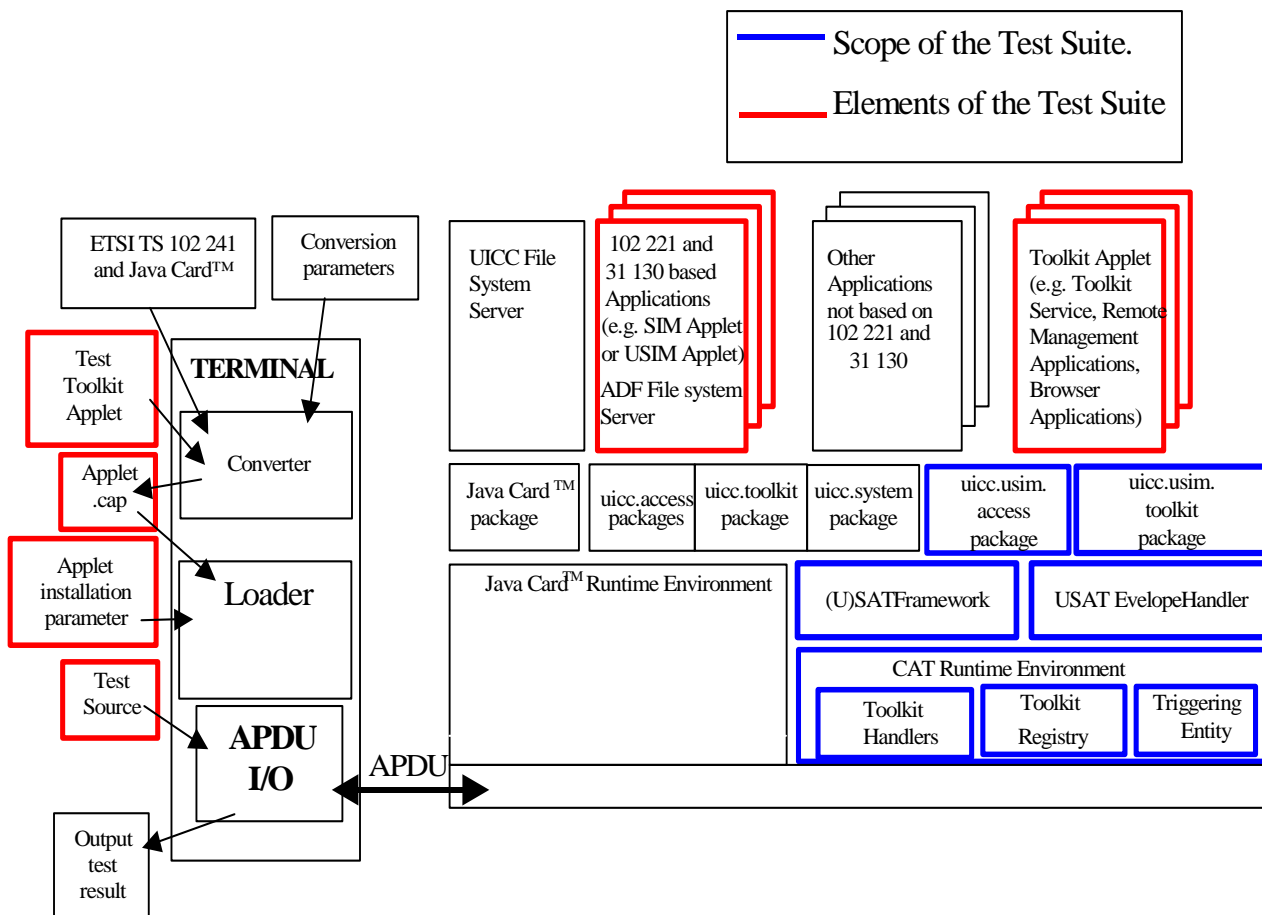 Scope of the Test Suite.
Elements of the Test Suite
ETSI TS 102 241
and Java Card™
Conversion
parameters
Test
Toolkit
Applet
Applet
.cap
Applet
installation
parameter
Test
Source
TERMINAL
Converter
Loader
APDU
I/O
Output
test
result
APDU
UICC File
System
Server
102 221 and
31 130 based
Applications
(e.g. SIM Applet
or USIM Applet)
ADF File system
Server
Other
Applications
not based on
102 221 and
31 130
Toolkit Applet
(e.g. Toolkit
Service, Remote
Management
Applications,
Browser
Applications)
Java Card TM
package
uicc.access
packages
uicc.toolkit
package
uicc.system
package
uicc.usim.
access
package
uicc.usim.
toolkit
package
Java Card TM Runtime Environment
(U)SATFramework
USAT EvelopeHandler
CAT Runtime Environment
Toolkit
Handlers
Toolkit
Registry
Triggering
Entity